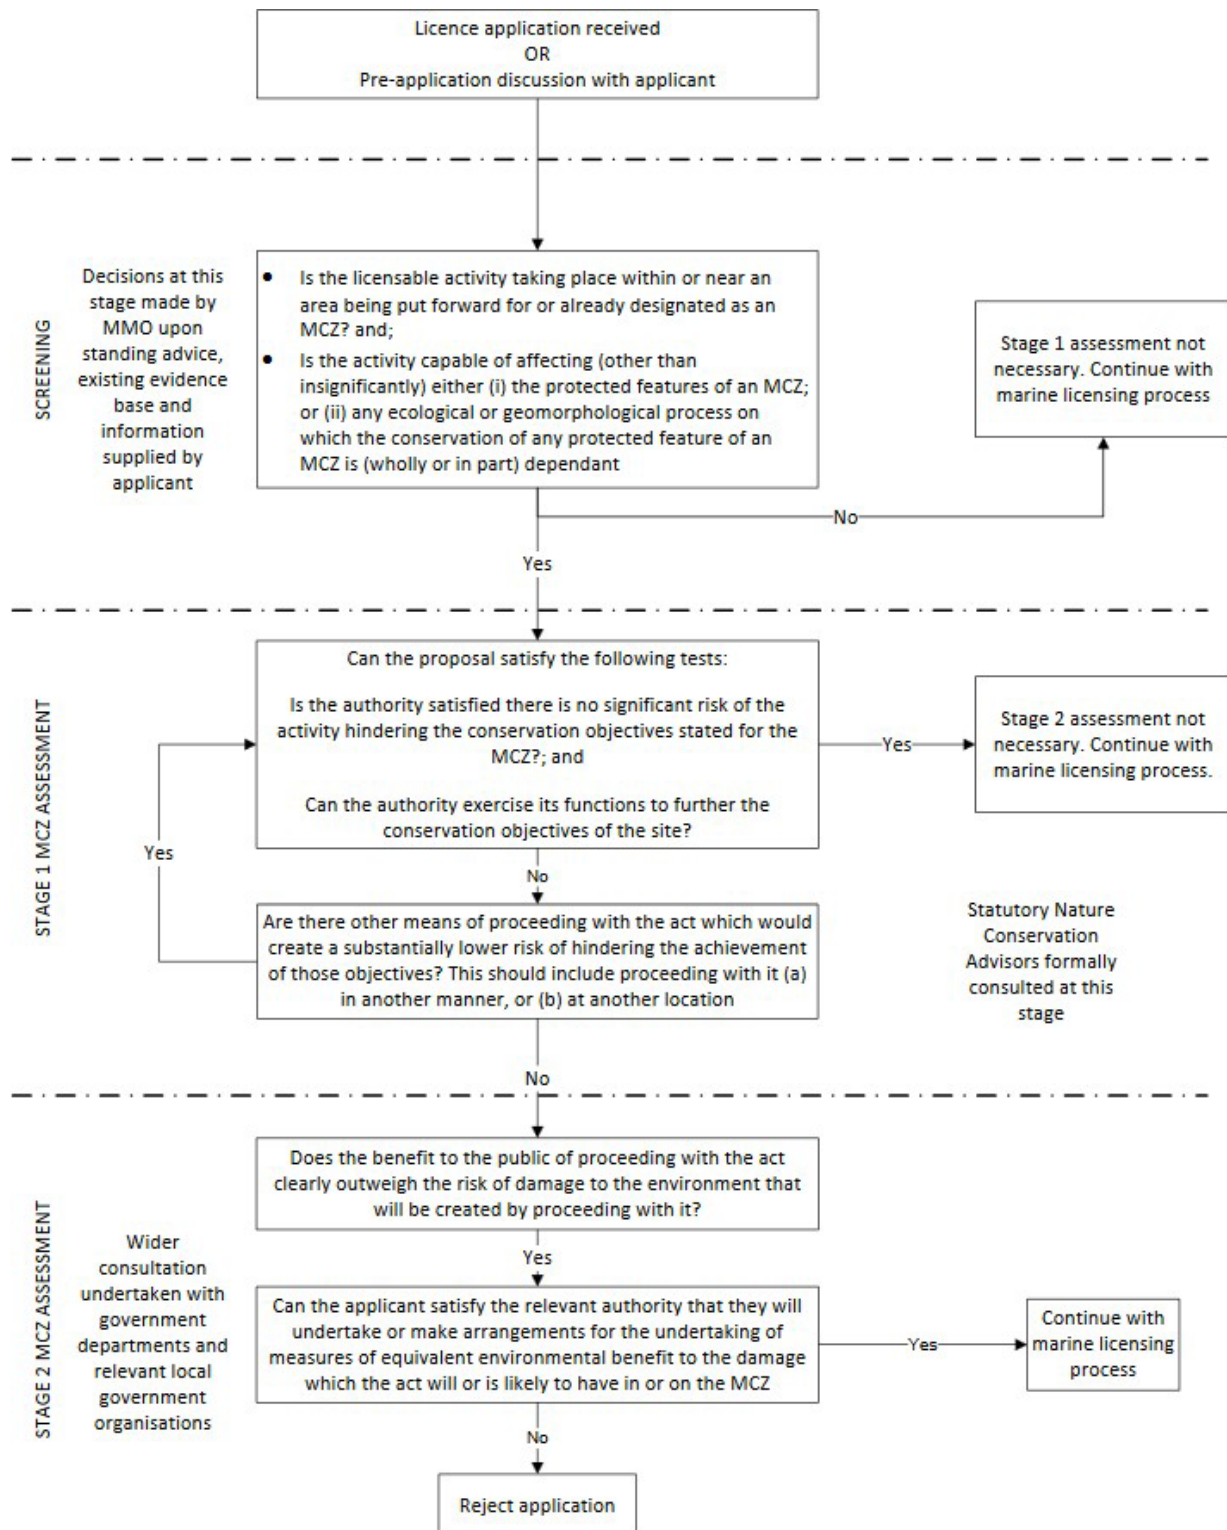 Licence application received
OR
Pre-application discussion with applicant
SCREENING
Decisions at this
stage made by
MMO upon
standing advice,
existing evidence
base and
information
supplied by
applicant
• Is the licensable activity taking place within or near an
area being put forward for or already designated as an
MCZ? and;
• Is the activity capable of affecting (other than
insignificantly) either (i) the protected features of an MCZ;
or (ii) any ecological or geomorphological process on
which the conservation of any protected feature of an
MCZ is (wholly or in part) dependant
Stage 1 assessment not
necessary. Continue with
marine licensing process
No
Yes
STAGE 1 MCZ ASSESSMENT
Can the proposal satisfy the following tests:
Is the authority satisfied there is no significant risk of the
activity hindering the conservation objectives stated for the
MCZ?; and
Can the authority exercise its functions to further the
conservation objectives of the site?
Yes
Stage 2 assessment not
necessary. Continue with
marine licensing process.
Yes
No
Are there other means of proceeding with the act which would
create a substantially lower risk of hindering the achievement
of those objectives? This should include proceeding with it (a)
in another manner, or (b) at another location
Statutory Nature
Conservation
Advisors formally
consulted at this
stage
No
STAGE 2 MCZ ASSESSMENT
Wider
consultation
undertaken with
government
departments and
relevant local
government
organisations
Does the benefit to the public of proceeding with the act
clearly outweigh the risk of damage to the environment that
will be created by proceeding with it?
Yes
Can the applicant satisfy the relevant authority that they will
undertake or make arrangements for the undertaking of
measures of equivalent environmental benefit to the damage
which the act will or is likely to have in or on the MCZ
Yes
Continue with
marine licensing
process
No
Reject application